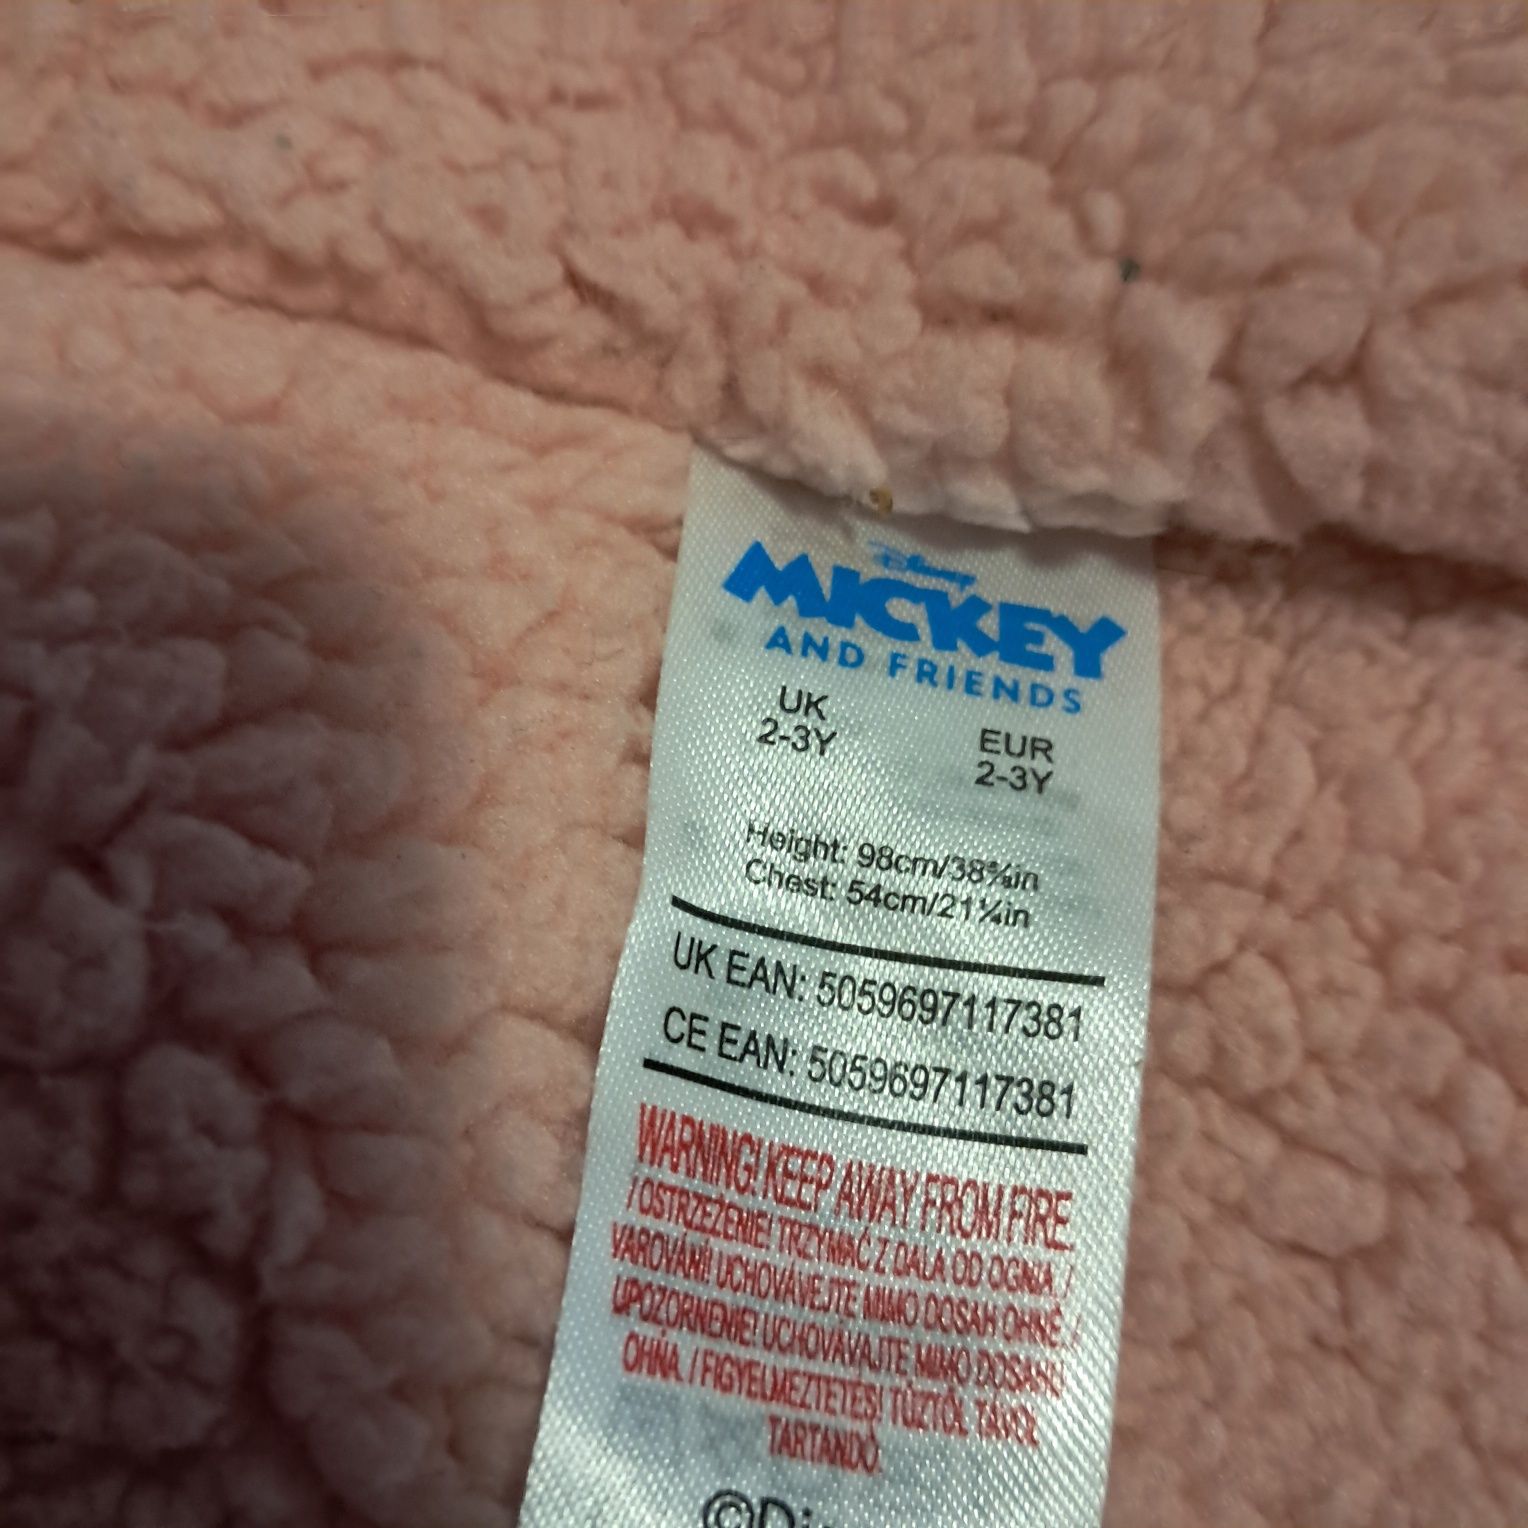 Disney
MICKEY
AND FRIENDS
UK
2-3Y
EUR
2-3Y
Height: 98cm/38⅝in
Chest: 54cm/21¼in
UK EAN: 5059697117381
CE EAN: 5059697117381
WARNING! KEEP AWAY FROM FIRE.
/ OSTRZEŻENIE! TRZYMAĆ Z DALA OD OGNIA. /
VAROVÁNÍ! UCHOVÁVEJTE MIMO DOSAH OHNĚ. /
UPOZORNENIE! UCHOVÁVAJTE MIMO DOSAHU
OHŇA. / FIGYELMEZTETÉS! TŰZTŐL TÁVOL
TARTANDÓ.